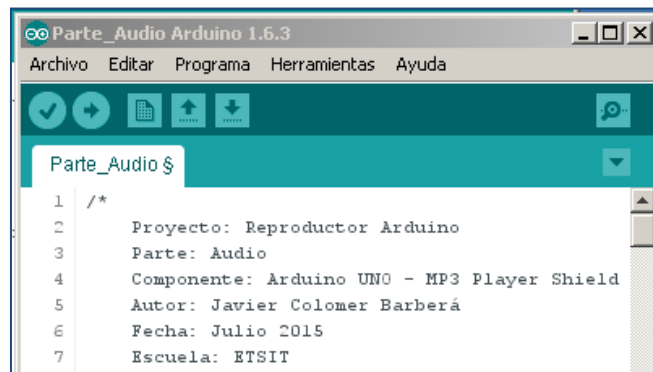 Parte_Audio Arduino 1.6.3
Archivo Editar Programa Herramientas Ayuda
Parte_Audio §
1 /*
2 Proyecto: Reproductor Arduino
3 Parte: Audio
4 Componente: Arduino UNO - MP3 Player Shield
5 Autor: Javier Colomer Barberá
6 Fecha: Julio 2015
7 Escuela: ETSIT